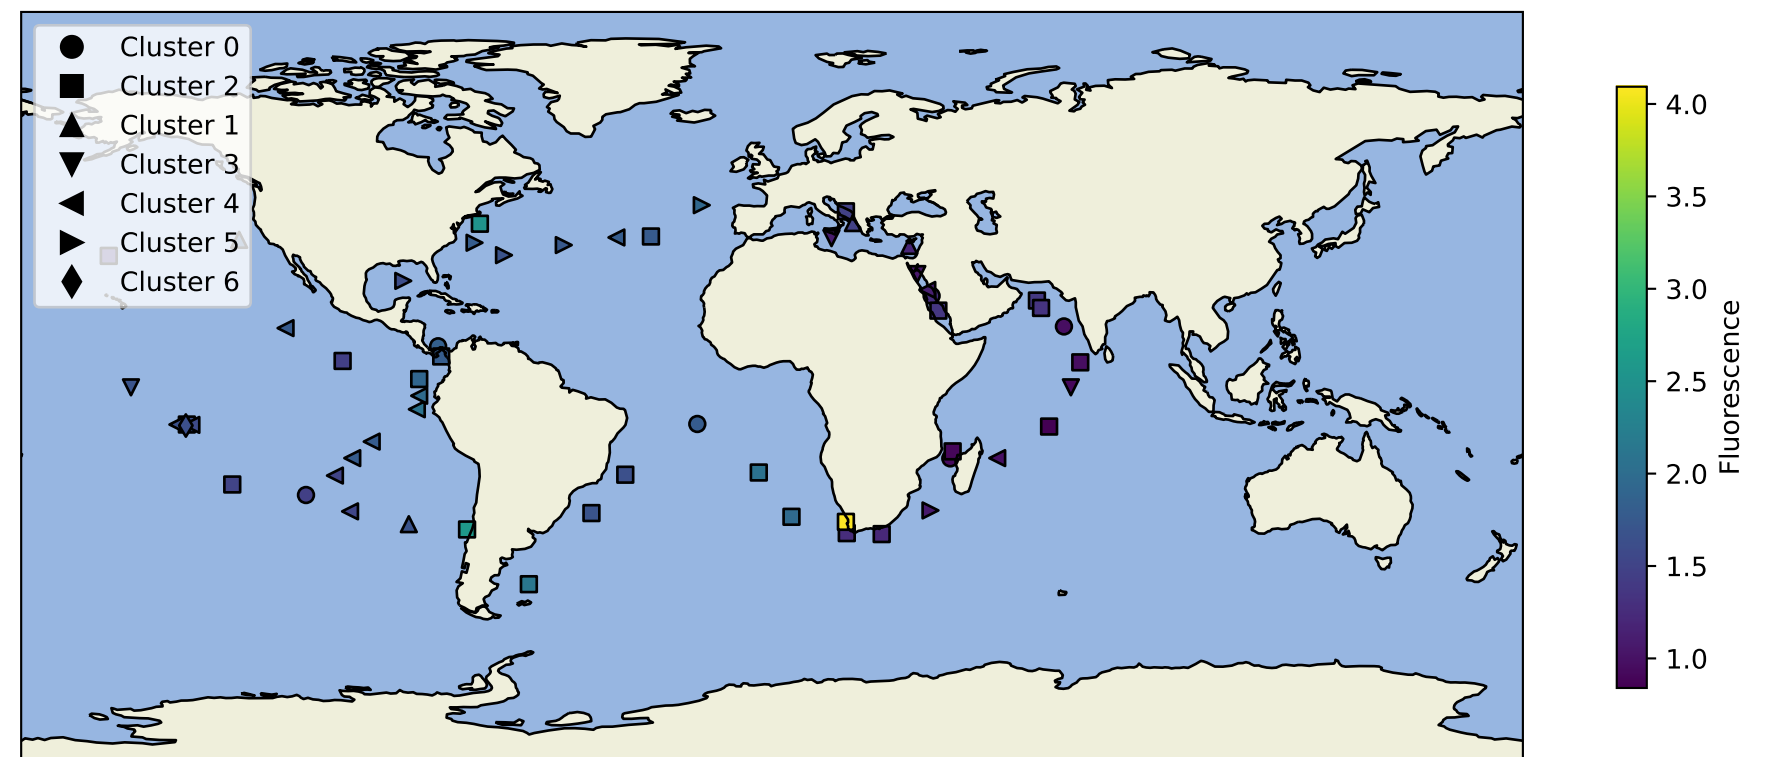 Cluster 0
Cluster 2
Cluster 1
Cluster 3
Cluster 4
Cluster 5
Cluster 6
4.0
3.5
3.0
2.5
2.0
1.5
1.0
Fluorescence